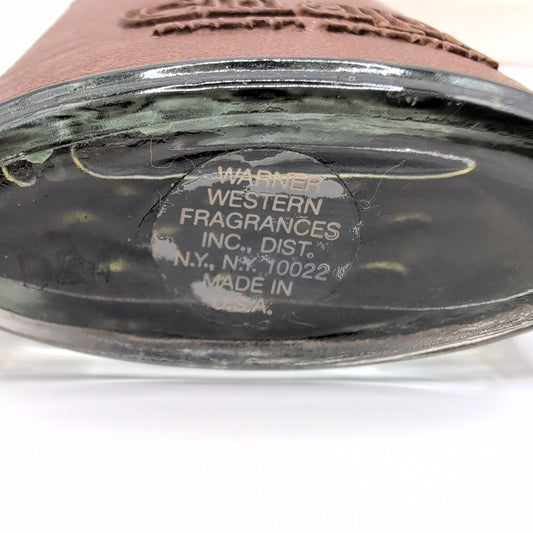 WARNER
WESTERN
FRAGRANCES
INC., DIST.
N.Y., N.Y. 10022
MADE IN
U.S.A.